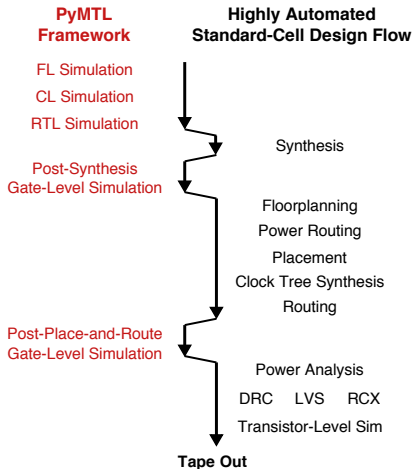 PyMTL
Framework
Highly Automated
Standard-Cell Design Flow
FL Simulation
CL Simulation
RTL Simulation
Synthesis
Post-Synthesis
Gate-Level Simulation
Floorplanning
Power Routing
Placement
Clock Tree Synthesis
Routing
Post-Place-and-Route
Gate-Level Simulation
Power Analysis
DRC LVS RCX
Transistor-Level Sim
Tape Out